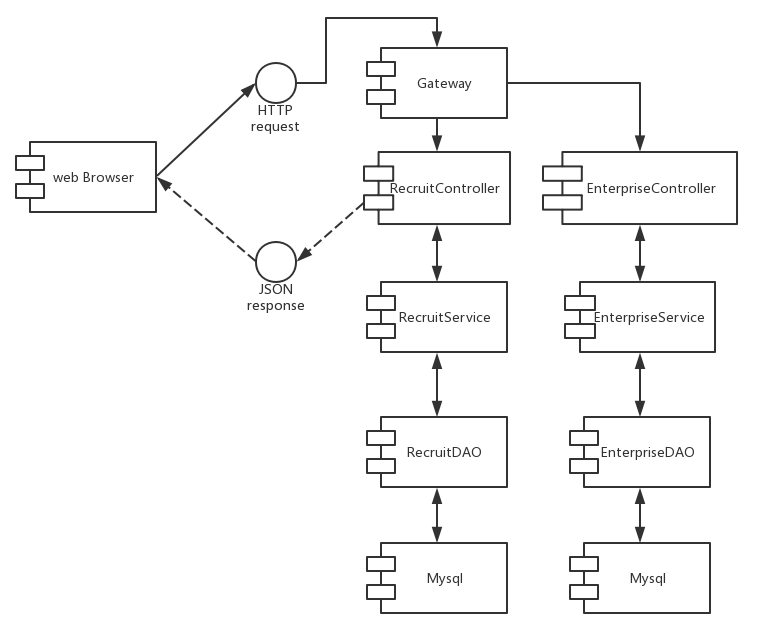 Gateway
HTTP
request
web Browser
RecruitController
EnterpriseController
JSON
response
RecruitService
EnterpriseService
RecruitDAO
EnterpriseDAO
Mysql
Mysql